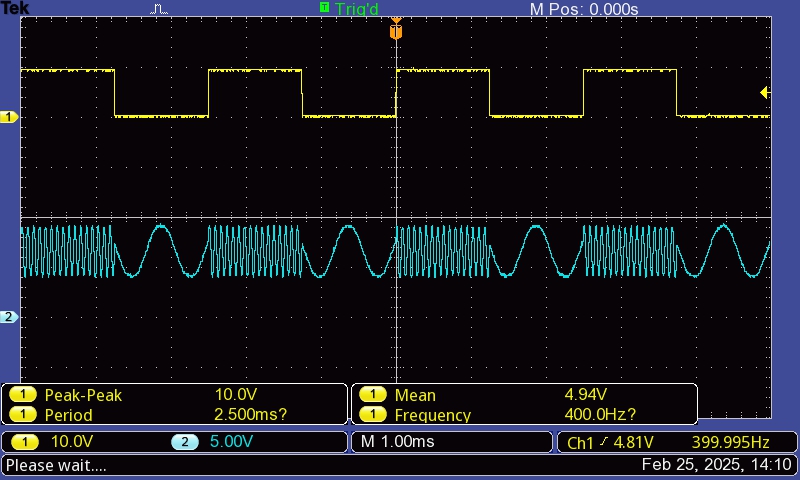 Tek T Trig'd M Pos: 0.000s
T
1
2
1 Peak-Peak 10.0V 1 Mean 4.94V
1 Period 2.500ms? 1 Frequency 400.0Hz?
1 10.0V 2 5.00V M 1.00ms Ch1 4.81V 399.995Hz
Please wait.... Feb 25, 2025, 14:10